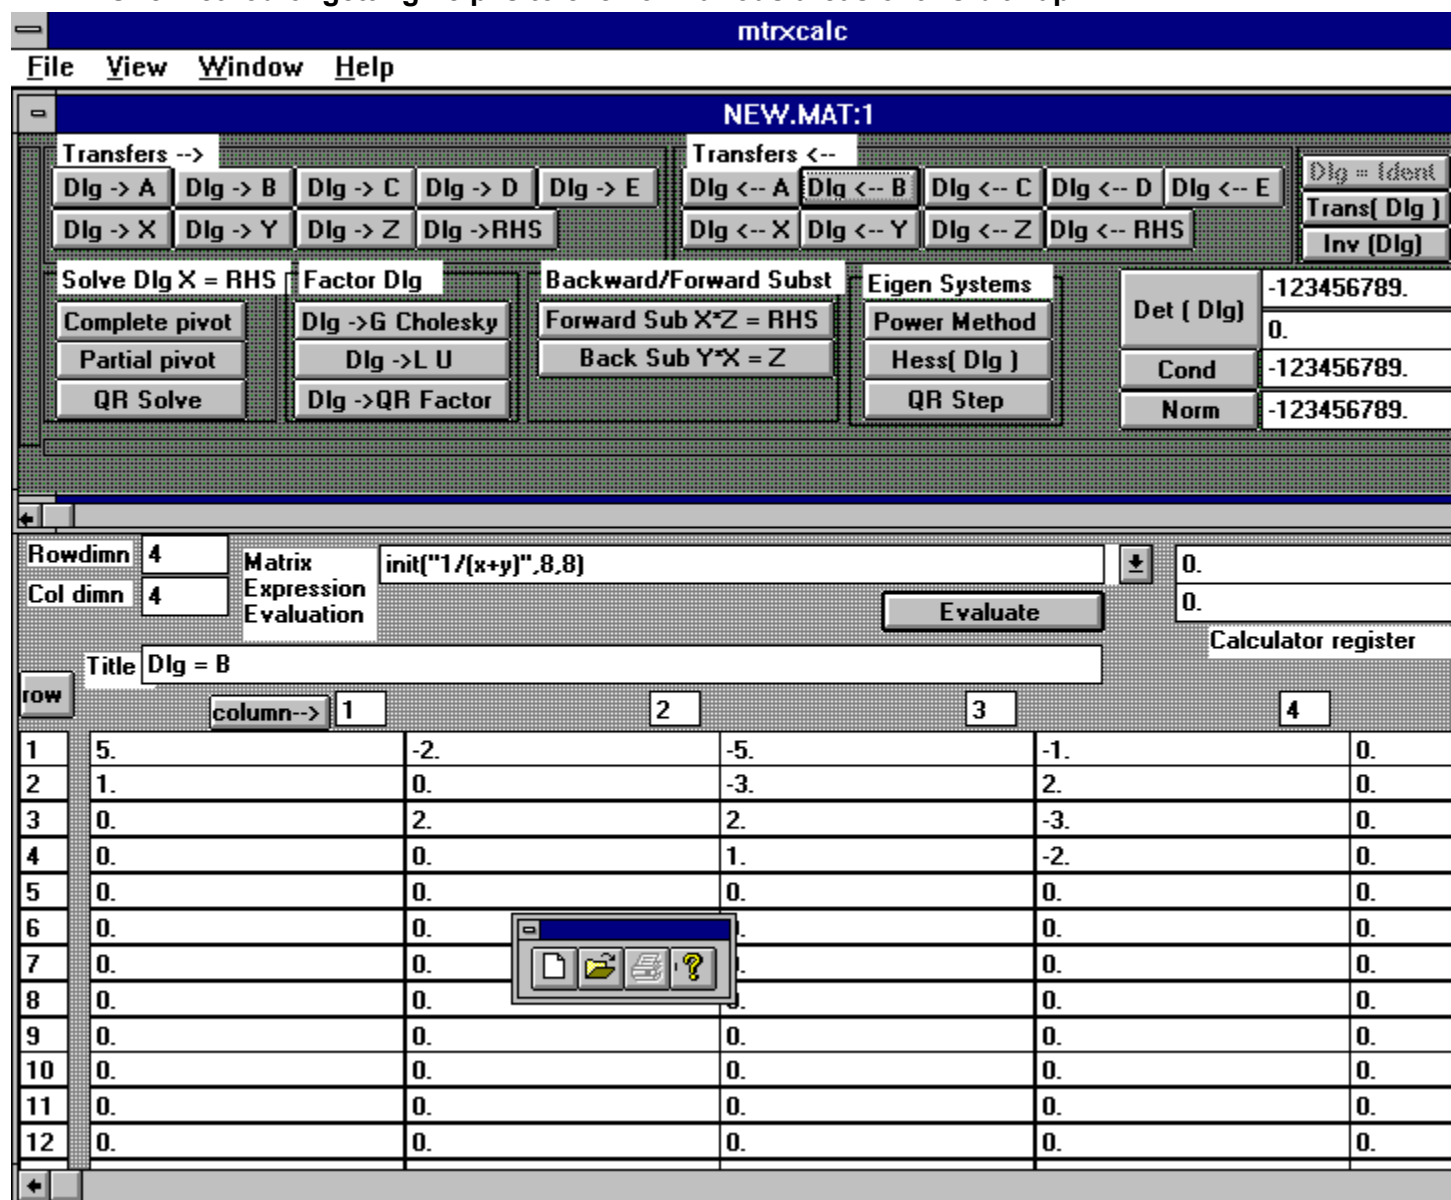 mtrxcalc
File View Window Help
NEW.MAT:1
Transfers --> Transfers <--
Dlg -> A Dlg -> B Dlg -> C Dlg -> D Dlg -> E Dlg <-- A Dlg <-- B Dlg <-- C Dlg <-- D Dlg <-- E Dlg = Ident
Dlg -> X Dlg -> Y Dlg -> Z Dlg ->RHS Dlg <-- X Dlg <-- Y Dlg <-- Z Dlg <-- RHS Trans( Dlg )
Inv (Dlg)
Solve Dlg X = RHS Factor Dlg Backward/Forward Subst Eigen Systems
Complete pivot Dlg ->G Cholesky Forward Sub X*Z = RHS Power Method Det ( Dlg) -123456789.
0.
Partial pivot Dlg ->L U Back Sub Y*X = Z Hess( Dlg ) Cond -123456789.
QR Solve Dlg ->QR Factor QR Step Norm -123456789.
Rowdimn 4 Matrix init("1/(x+y)",8,8) 0.
Col dimn 4 Expression Evaluate 0.
Evaluation
Calculator register
Title Dlg = B
row column--> 1 2 3 4
1 5. -2. -5. -1. 0.
2 1. 0. -3. 2. 0.
3 0. 2. 2. -3. 0.
4 0. 0. 1. -2. 0.
5 0. 0. 0. 0. 0.
6 0. 0. 0. 0.
7 0. 0. 0. 0.
8 0. 0. 0. 0.
9 0. 0. 0. 0. 0.
10 0. 0. 0. 0. 0.
11 0. 0. 0. 0. 0.
12 0. 0. 0. 0. 0.